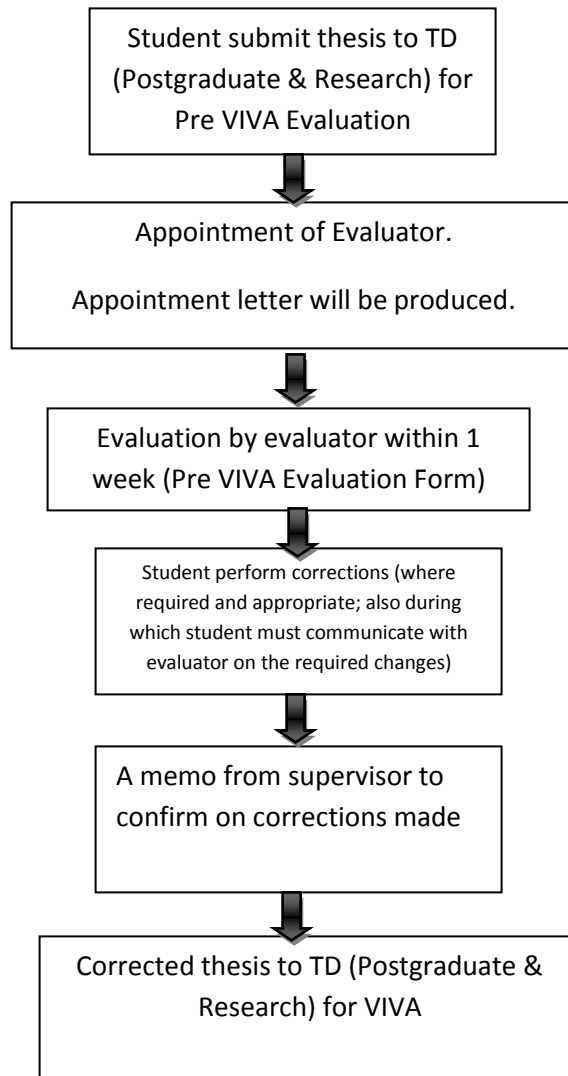 Student submit thesis to TD
(Postgraduate & Research) for
Pre VIVA Evaluation
Appointment of Evaluator.
Appointment letter will be produced.
Evaluation by evaluator within 1
week (Pre VIVA Evaluation Form)
Student perform corrections (where
required and appropriate; also during
which student must communicate with
evaluator on the required changes)
A memo from supervisor to
confirm on corrections made
Corrected thesis to TD (Postgraduate &
Research) for VIVA